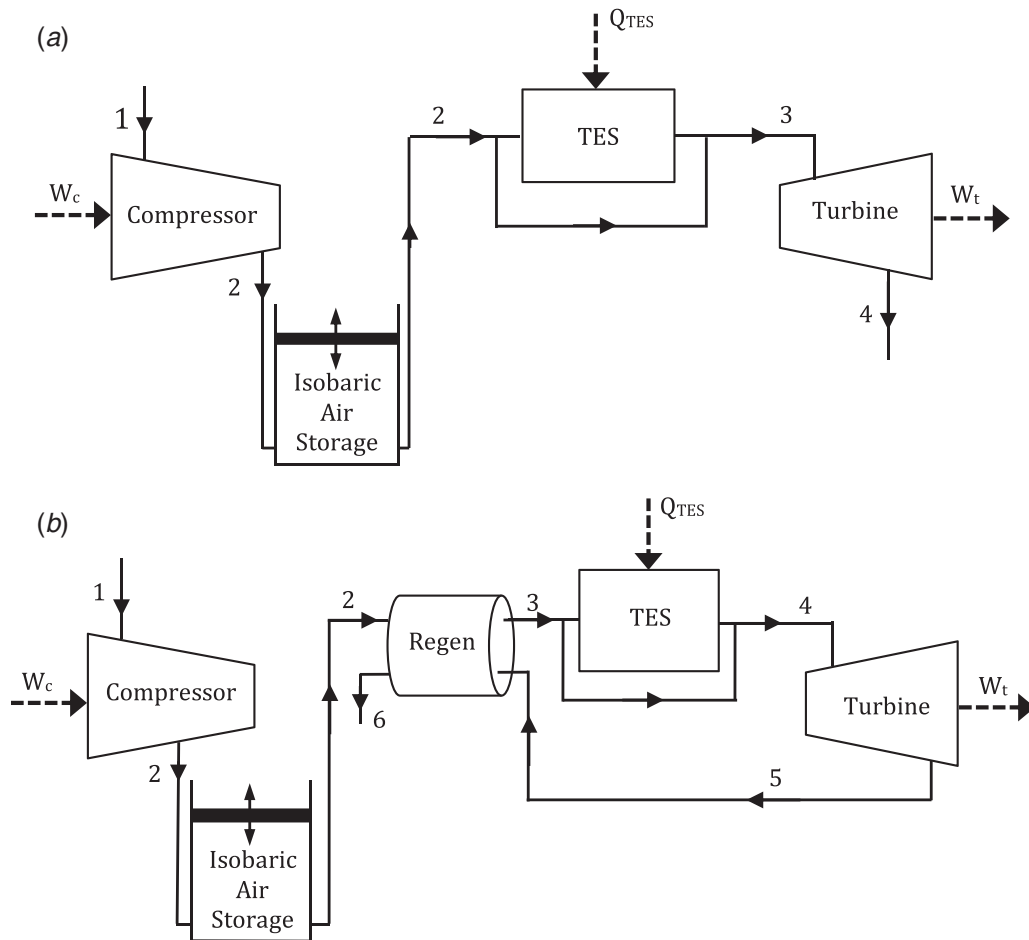 (a)
QTES
1
2
TES
3
Wc
Compressor
Turbine
Wt
2
4
Isobaric
Air
Storage
(b)
QTES
1
2
3
TES
4
Regen
Wc
Compressor
Turbine
Wt
6
2
5
Isobaric
Air
Storage